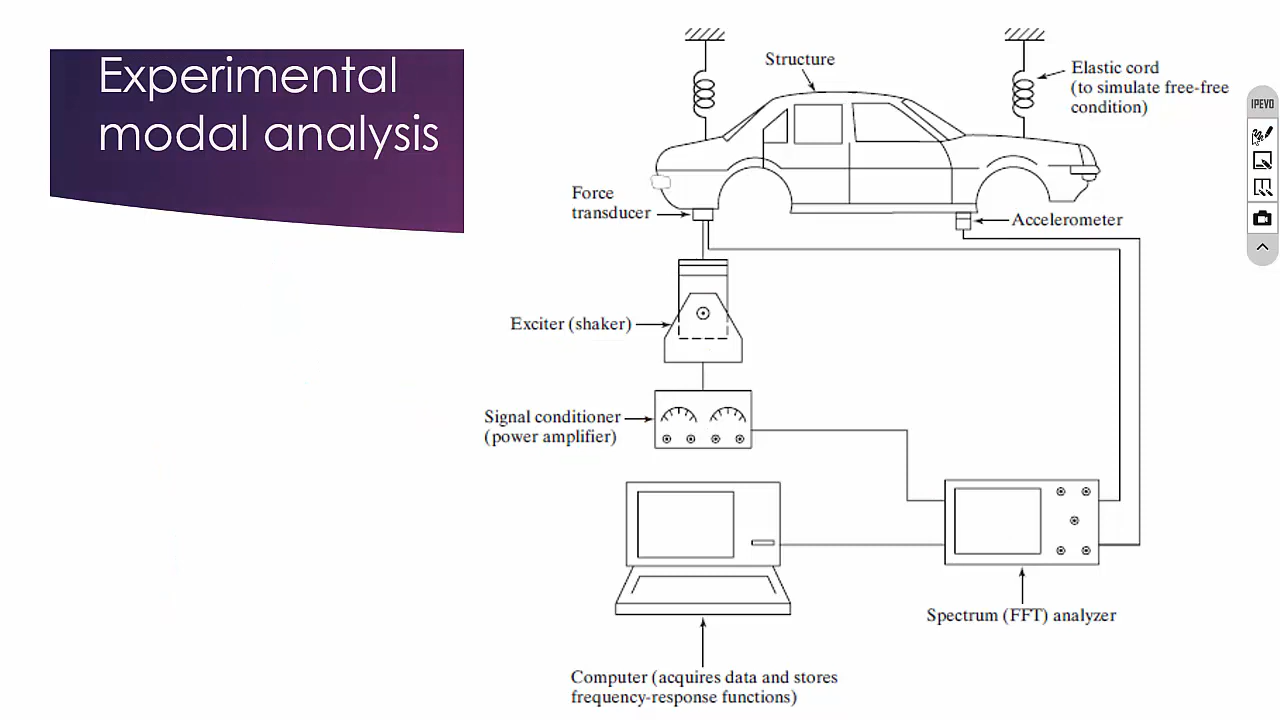 Experimental
modal analysis
Structure
Elastic cord
(to simulate free-free
condition)
IPEVO
Force
transducer
Accelerometer
Exciter (shaker)
Signal conditioner
(power amplifier)
Spectrum (FFT) analyzer
Computer (acquires data and stores
frequency-response functions)